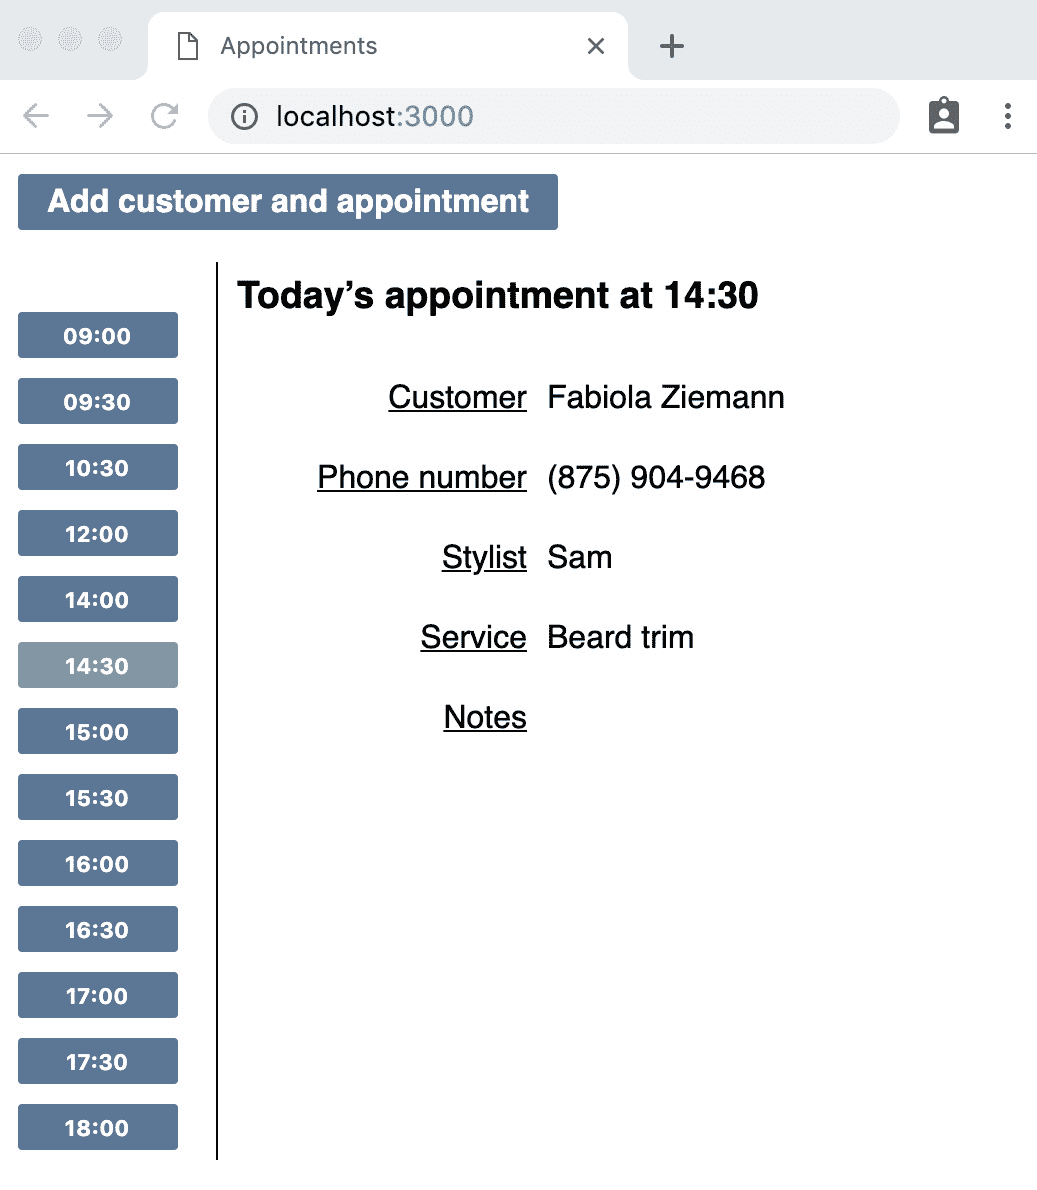 Appointments
localhost:3000
Add customer and appointment
09:00
09:30
10:30
12:00
14:00
14:30
15:00
15:30
16:00
16:30
17:00
17:30
18:00
Today’s appointment at 14:30
Customer Fabiola Ziemann
Phone number (875) 904-9468
Stylist Sam
Service Beard trim
Notes